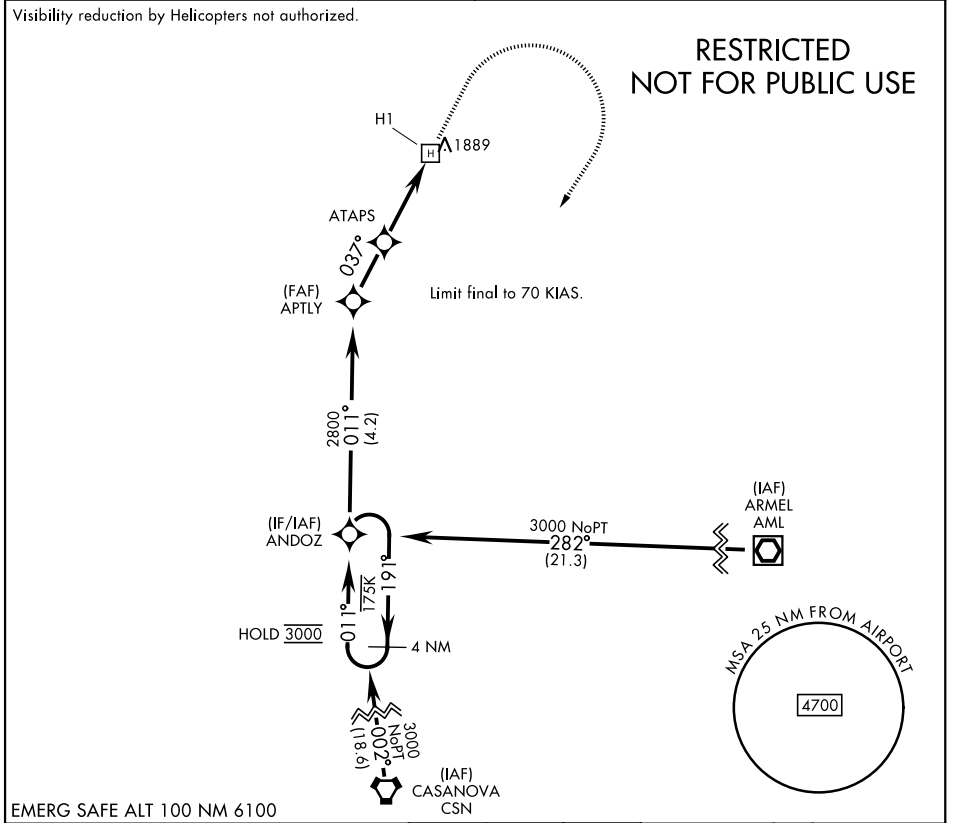 Visibility reduction by Helicopters not authorized.
RESTRICTED
NOT FOR PUBLIC USE
H1
H
1889
ATAPS
037°
(FAF)
APTLY
Limit final to 70 KIAS.
2800
011°
(4.2)
(IF/IAF)
ANDOZ
3000 NoPT
282°
(21.3)
(IAF)
ARMEL
AML
191°
175K
011°
HOLD 3000
4 NM
MSA 25 NM FROM AIRPORT
4700
3000
NoPT
002°
(18.6)
(IAF)
CASANOVA
CSN
EMERG SAFE ALT 100 NM 6100